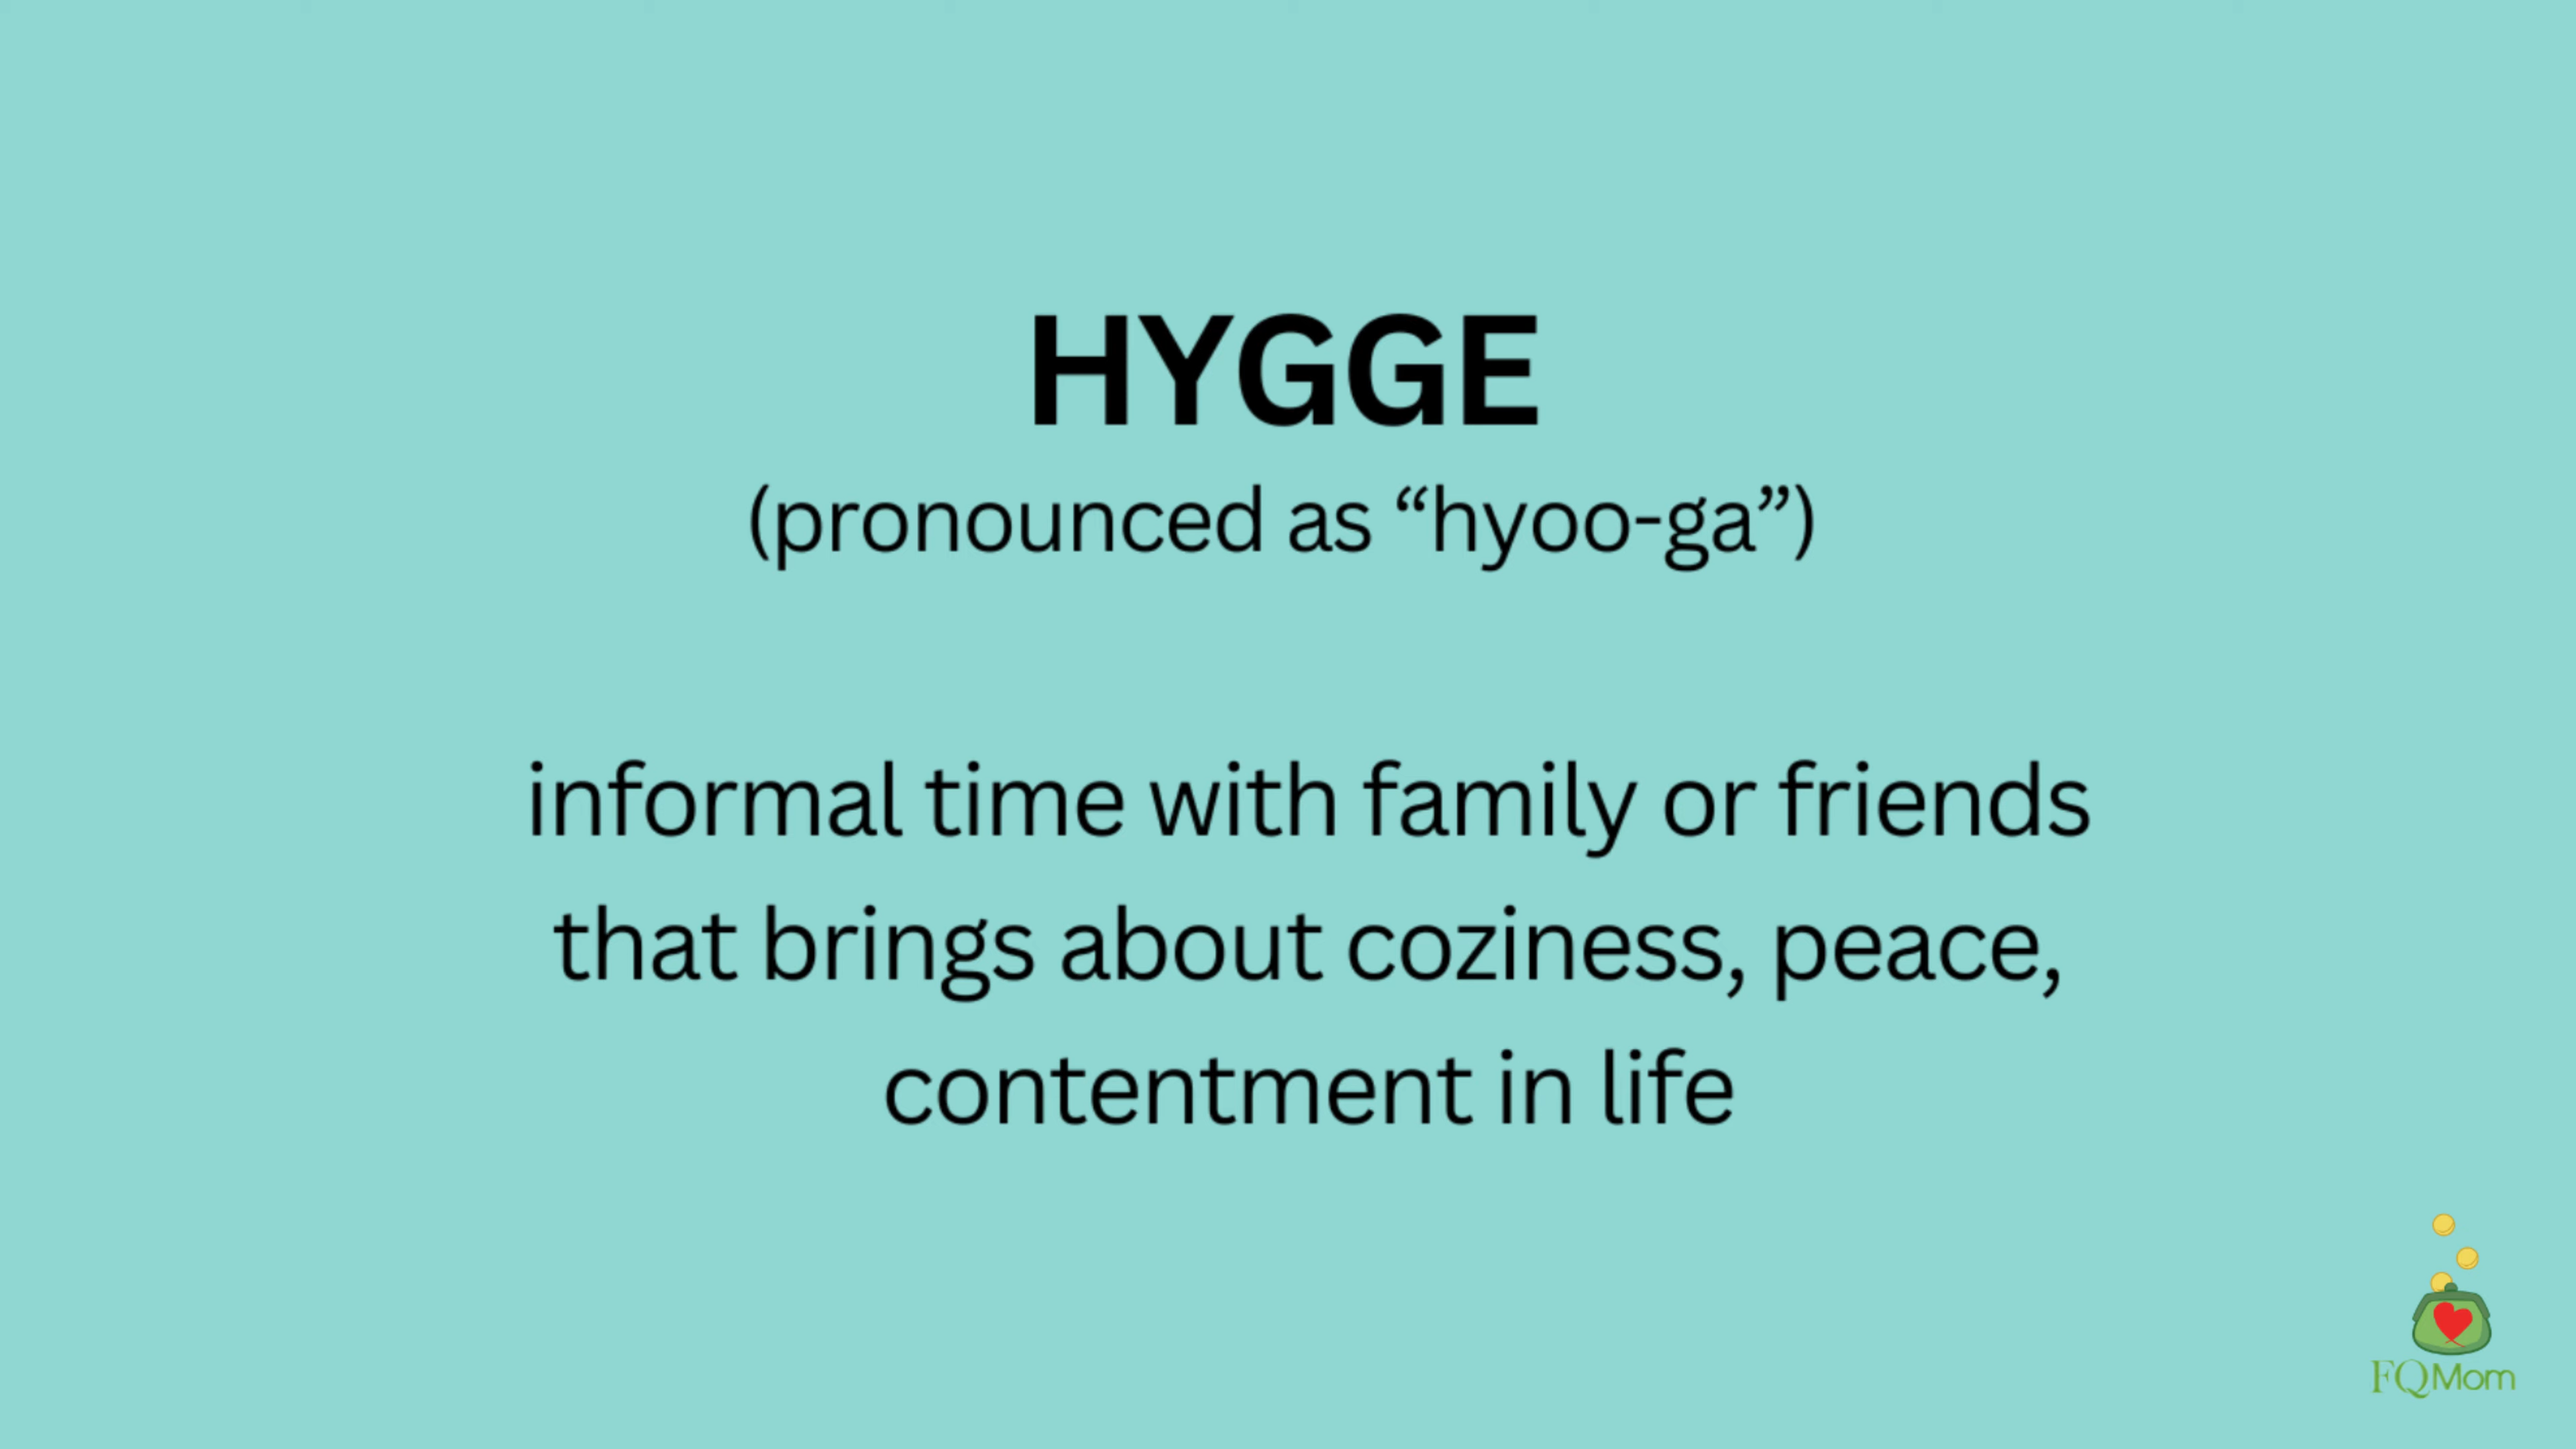 HYGGE
(pronounced as “hyoo-ga”)
informal time with family or friends
that brings about coziness, peace,
contentment in life
FQMom